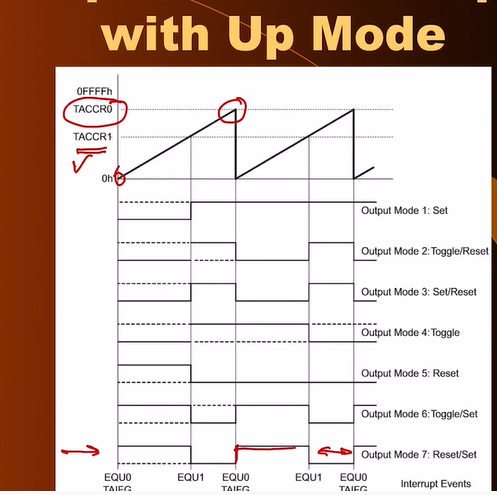 with Up Mode
0FFFFh
TACCR0
TACCR1
0h
Output Mode 1: Set
Output Mode 2:Toggle/Reset
Output Mode 3: Set/Reset
Output Mode 4:Toggle
Output Mode 5: Reset
Output Mode 6:Toggle/Set
Output Mode 7: Reset/Set
EQU0 EQU1 EQU0 EQU1 EQU0
TAIFG TAIFG TAIFG
Interrupt Events